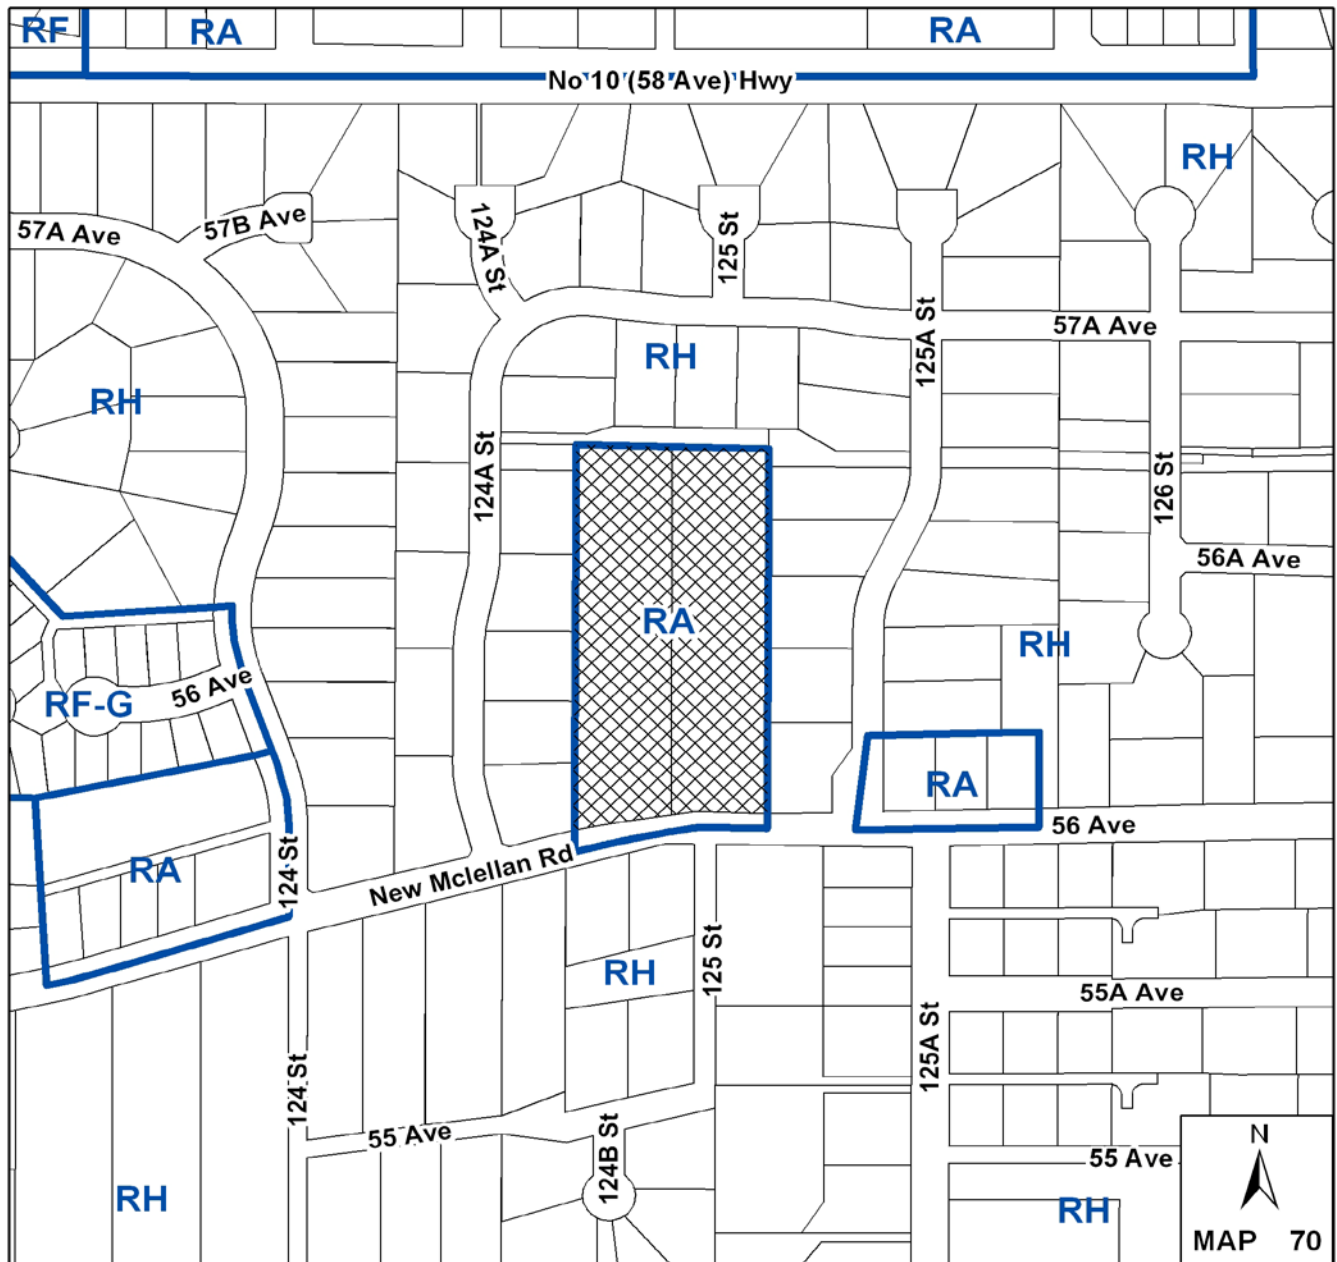 RF
RA
RA
No 10 (58 Ave) Hwy
RH
57A Ave
57B Ave
124A St
125 St
57A Ave
125A St
RH
RH
124A St
126 St
56A Ave
RA
RH
56 Ave
RF-G
RA
56 Ave
RA
124 St
New Mclellan Rd
125 St
RH
55A Ave
125A St
124 St
55 Ave
124B St
55 Ave
RH
RH
N
MAP 70